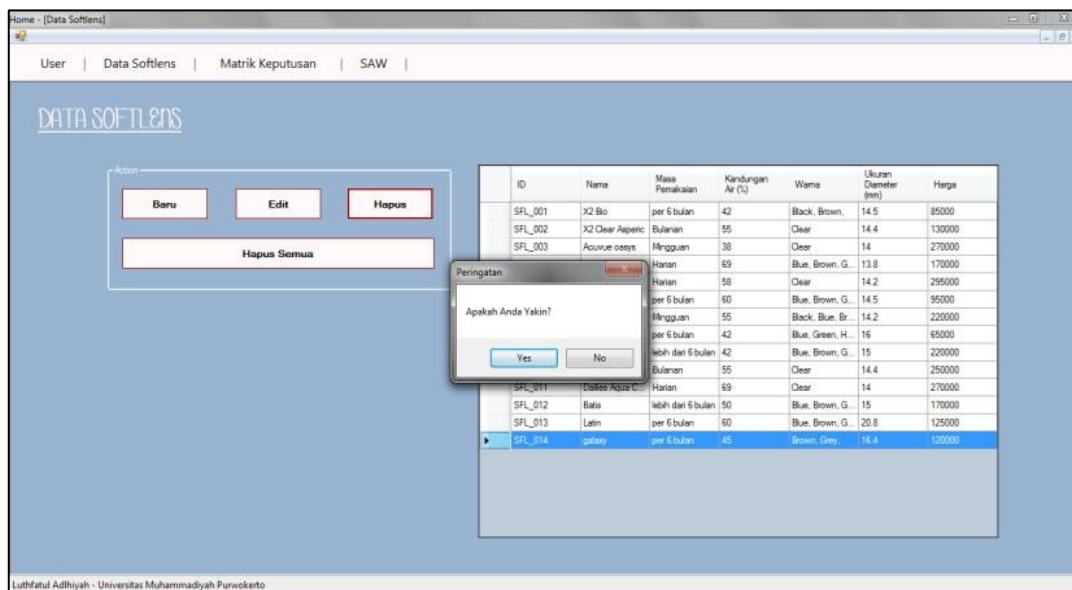 Home - [Data Softlens]
User | Data Softlens | Matrik Keputusan | SAW |
DATA SOFTLENS
Action
Baru Edit Hapus
Hapus Semua
ID Nama Masa Pemakaian Kandungan Air (%) Warna Ukuran Diameter (mm) Harga
SFL_001 X2 Bio per 6 bulan 42 Black, Brown, 14.5 85000
SFL_002 X2 Clear Asperic Bulanan 55 Clear 14.4 130000
SFL_003 Acuvue oasys Mingguan 38 Clear 14 270000
Harian 69 Blue, Brown, G... 13.8 170000
Harian 58 Clear 14.2 295000
per 6 bulan 60 Blue, Brown, G... 14.5 95000
Mingguan 55 Black, Blue, Br... 14.2 220000
per 6 bulan 42 Blue, Green, H... 16 65000
lebih dari 6 bulan 42 Blue, Brown, G... 15 220000
Bulanan 55 Clear 14.4 250000
SFL_011 Dailies Aqua C... Harian 69 Clear 14 270000
SFL_012 Batis lebih dari 6 bulan 50 Blue, Brown, G... 15 170000
SFL_013 Latin per 6 bulan 60 Blue, Brown, G... 20.8 125000
SFL_014 galaxy per 6 bulan 45 Brown, Grey, 16.4 120000
Peringatan
Apakah Anda Yakin?
Yes No
Luthfatul Adlhiyah - Universitas Muhammadiyah Purwokerto